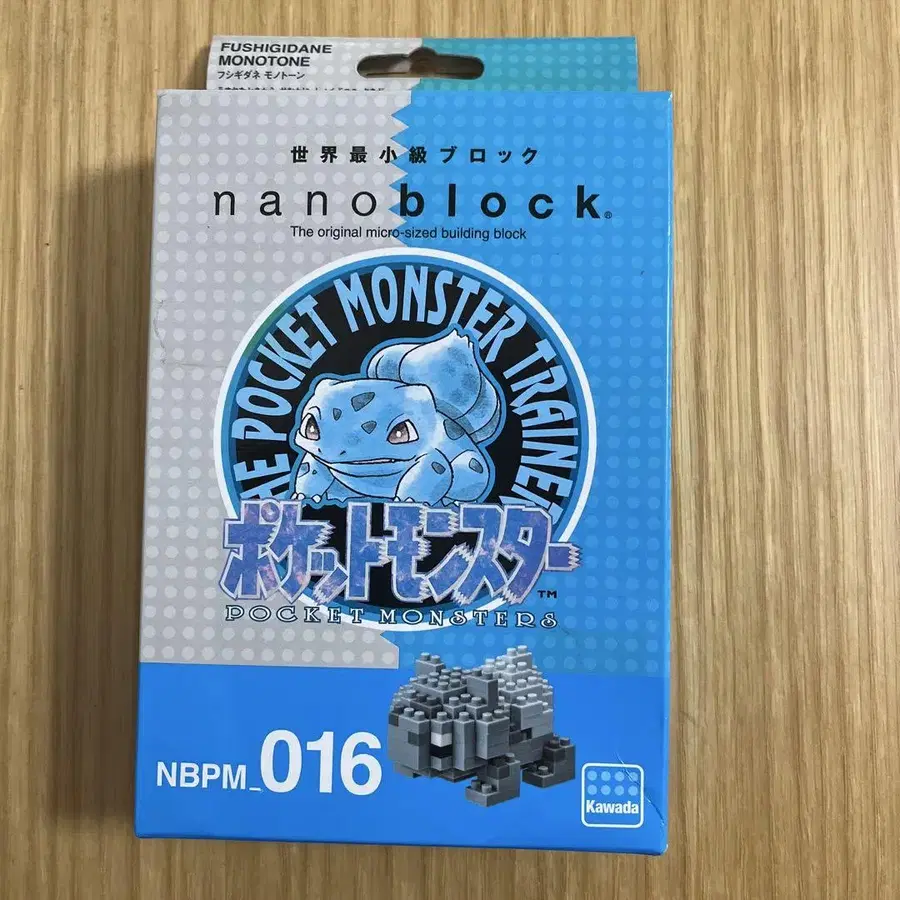 FUSHIGIDANE
MONOTONE
フシギダネ モノトーン
世界最小級ブロック
nanoblock®
The original micro-sized building block
THE POCKET MONSTER TRAINER
ポケットモンスター
TM
POCKET MONSTERS
NBPM_016
Kawada